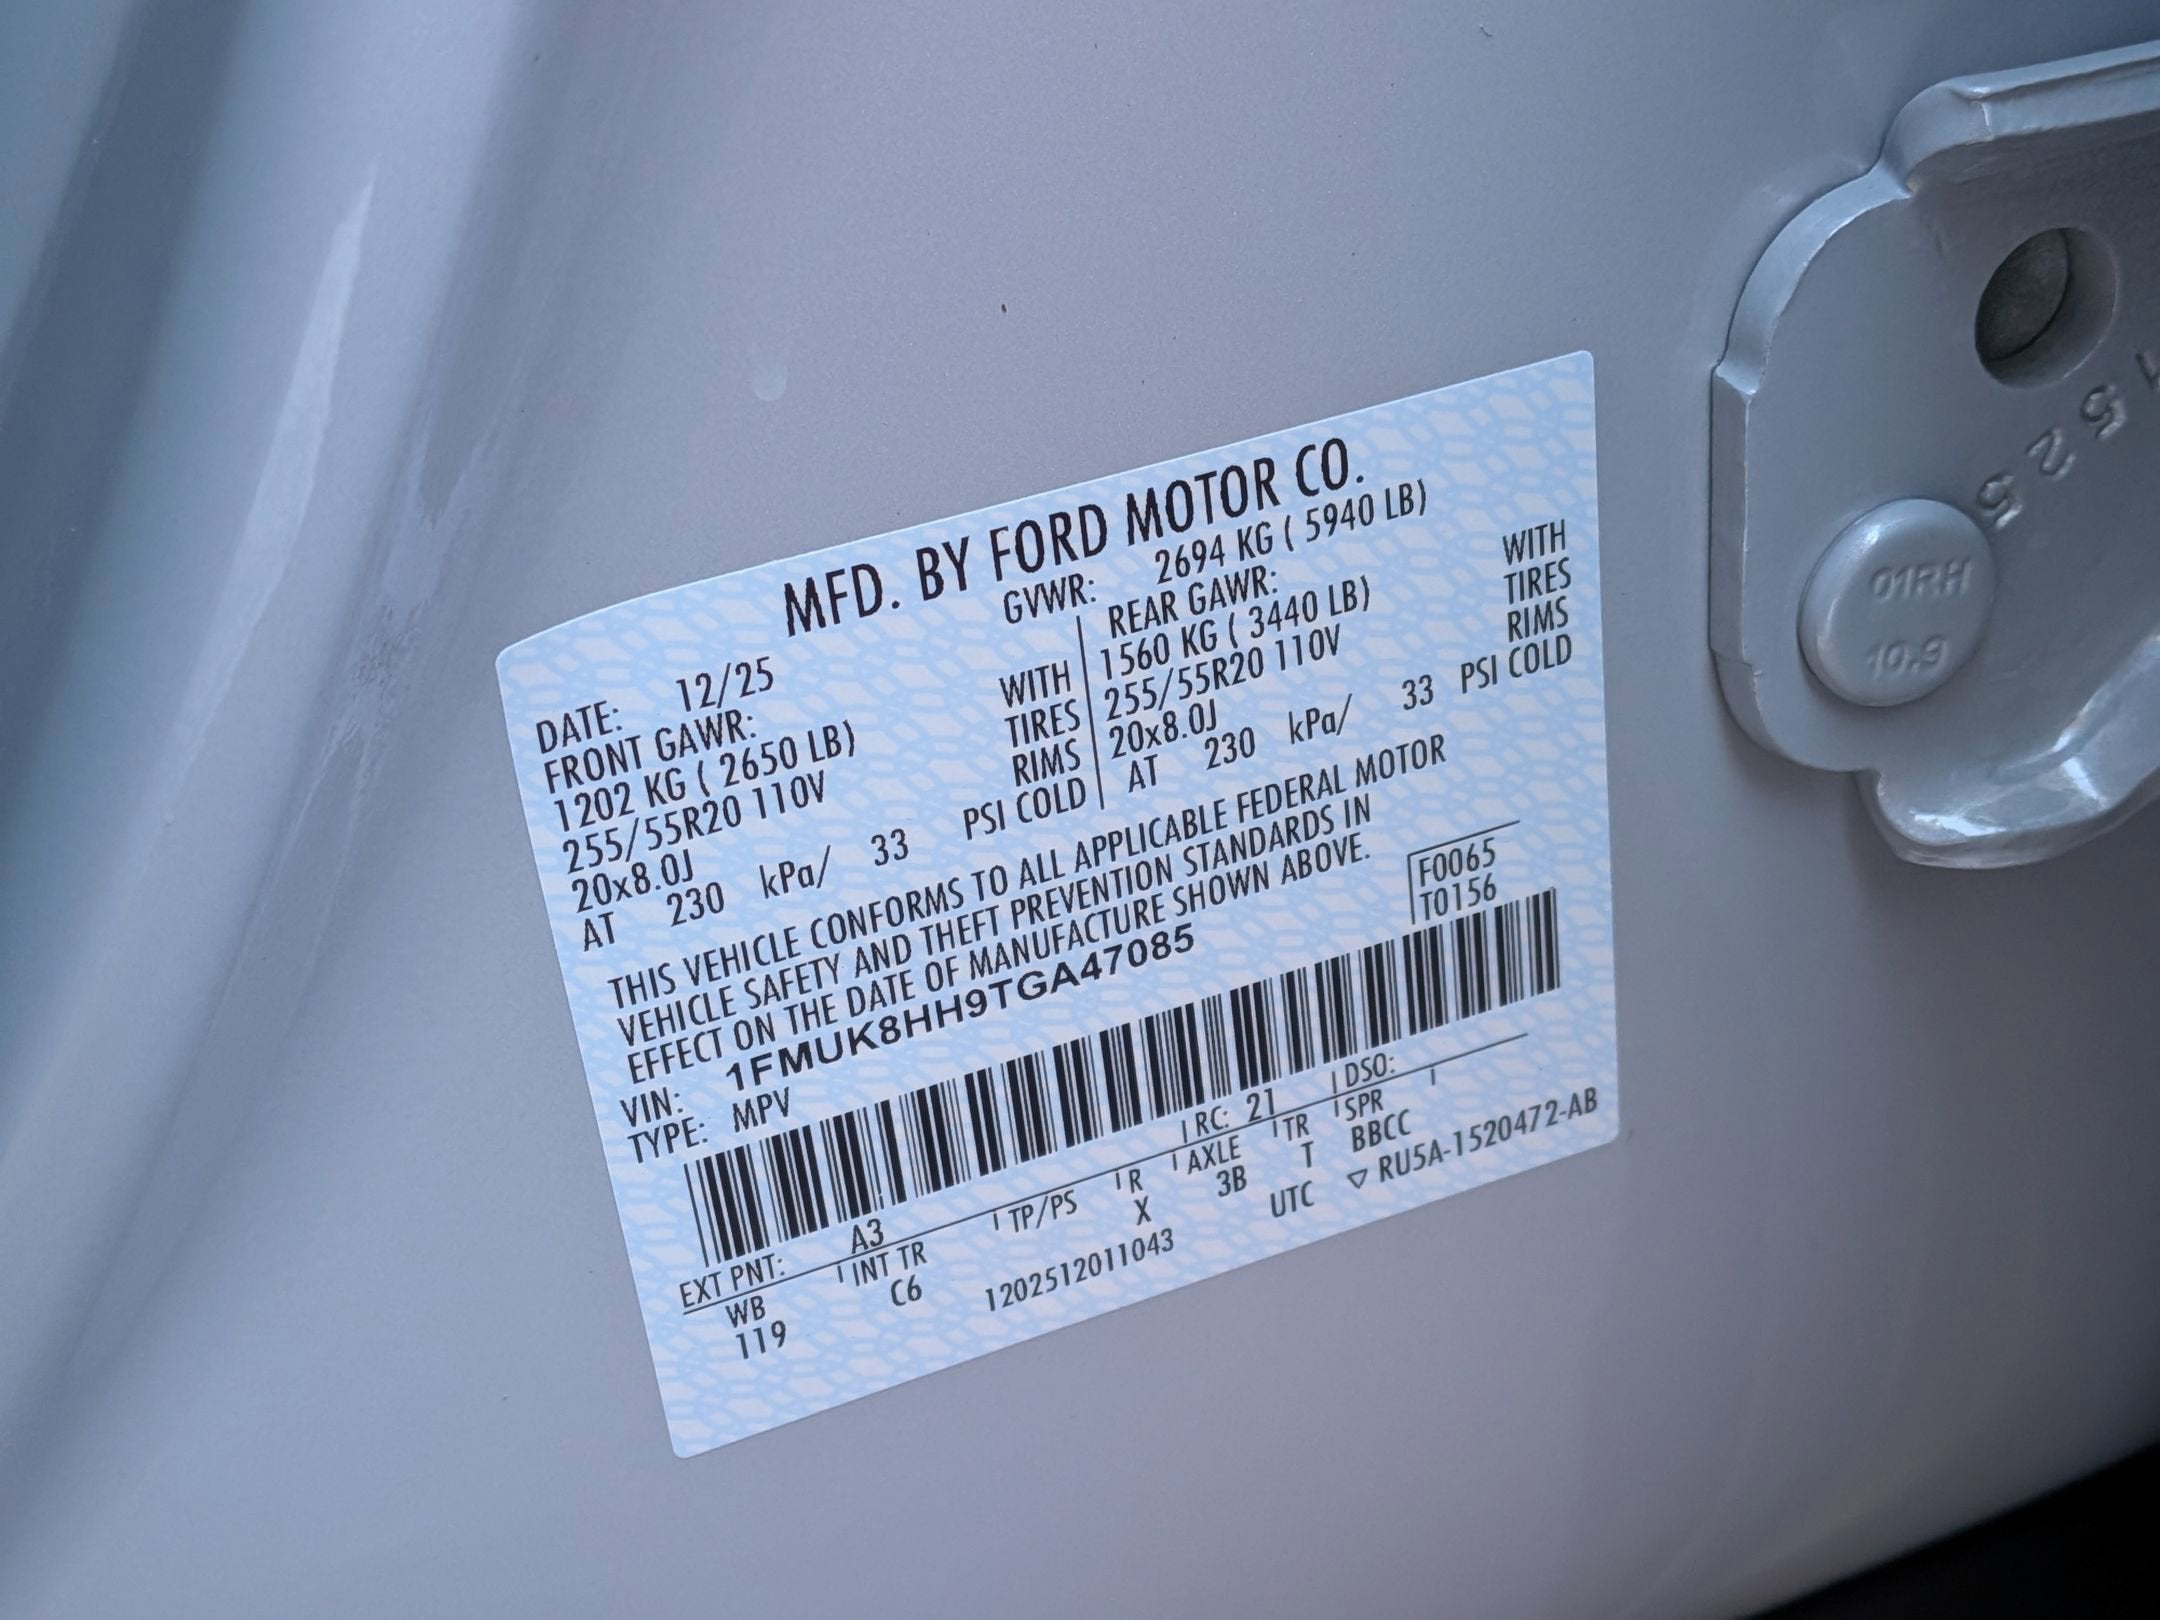 MFD. BY FORD MOTOR CO.
DATE: 12/25 GVWR: 2694 KG ( 5940 LB)
FRONT GAWR: REAR GAWR:
1202 KG ( 2650 LB) WITH 1560 KG ( 3440 LB) WITH
255/55R20 110V TIRES 255/55R20 110V TIRES
20x8.0J RIMS 20x8.0J RIMS
AT 230 kPa/ 33 PSI COLD AT 230 kPa/ 33 PSI COLD
THIS VEHICLE CONFORMS TO ALL APPLICABLE FEDERAL MOTOR
VEHICLE SAFETY AND THEFT PREVENTION STANDARDS IN
EFFECT ON THE DATE OF MANUFACTURE SHOWN ABOVE.
VIN: 1FMUK8HH9TGA47085 F0065
TYPE: MPV T0156
EXT PNT: A3 RC: 21 DSO:
WB INT TR TP/PS R AXLE TR SPR
119 C6 X 3B T BBCC
1202512011043 UTC ▽ RU5A-1520472-AB
5 2 5 1
01RH
10.9